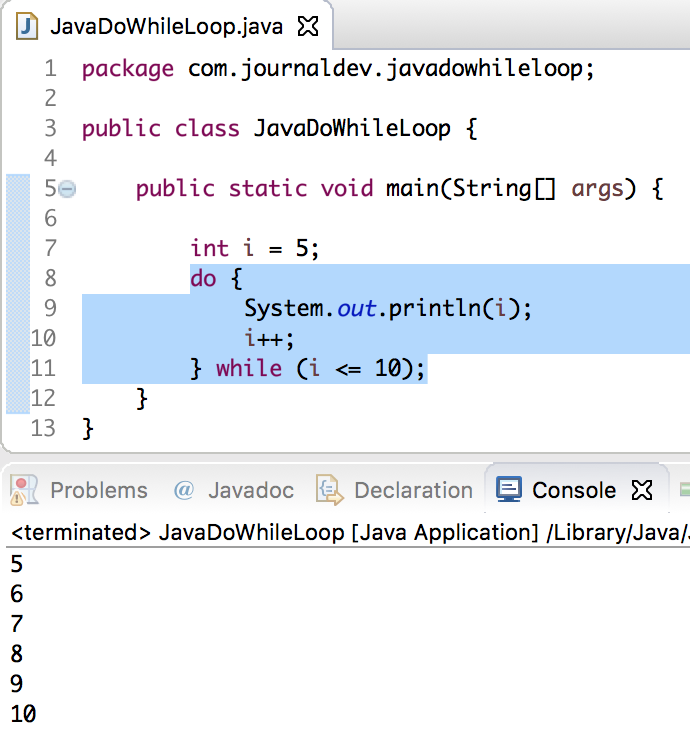 JavaDoWhileLoop.java
1 package com.journaldev.javadowhileloop;
2
3 public class JavaDoWhileLoop {
4
5 public static void main(String[] args) {
6
7 int i = 5;
8 do {
9 System.out.println(i);
10 i++;
11 } while (i <= 10);
12 }
13 }
Problems @ Javadoc Declaration Console
<terminated> JavaDoWhileLoop [Java Application] /Library/Java/
5
6
7
8
9
10